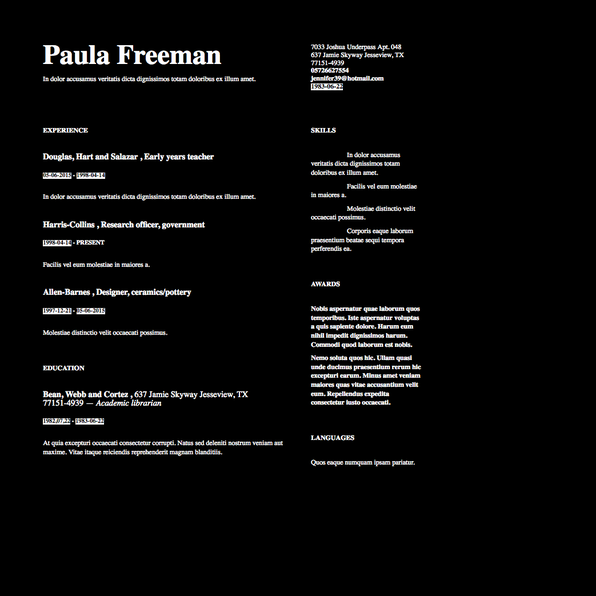 Paula Freeman
In dolor accusamus veritatis dicta dignissimos totam doloribus ex illum amet.
7033 Joshua Underpass Apt. 048
637 Jamie Skyway Jesseview, TX
77151-4939
05726627554
jennifer39@hotmail.com
1983-06-22
EXPERIENCE
Douglas, Hart and Salazar , Early years teacher
05-06-2015 - 1998-04-14
In dolor accusamus veritatis dicta dignissimos totam doloribus ex illum amet.
Harris-Collins , Research officer, government
1998-04-14 - PRESENT
Facilis vel eum molestiae in maiores a.
Allen-Barnes , Designer, ceramics/pottery
1997-12-21 - 05-06-2015
Molestiae distinctio velit occaecati possimus.
EDUCATION
Bean, Webb and Cortez , 637 Jamie Skyway Jesseview, TX
77151-4939 — Academic librarian
1982.07.22 - 1983-06-22
At quia excepturi occaecati consectetur corrupti. Natus sed deleniti nostrum veniam aut
maxime. Vitae itaque reiciendis reprehenderit magnam blanditiis.
SKILLS
In dolor accusamus
veritatis dicta dignissimos totam
doloribus ex illum amet.
Facilis vel eum molestiae
in maiores a.
Molestiae distinctio velit
occaecati possimus.
Corporis eaque laborum
praesentium beatae sequi tempora
perferendis ea.
AWARDS
Nobis aspernatur quae laborum quos
temporibus. Iste aspernatur voluptas
a quis sapiente dolore. Harum eum
nihil impedit dignissimos harum.
Commodi quod laborum est nobis.
Nemo soluta quos hic. Ullam quasi
unde ducimus praesentium rerum hic
excepturi earum. Minus amet veniam
maiores quas vitae accusantium velit
eum. Repellendus expedita
consectetur iusto occaecati.
LANGUAGES
Quos eaque numquam ipsam pariatur.